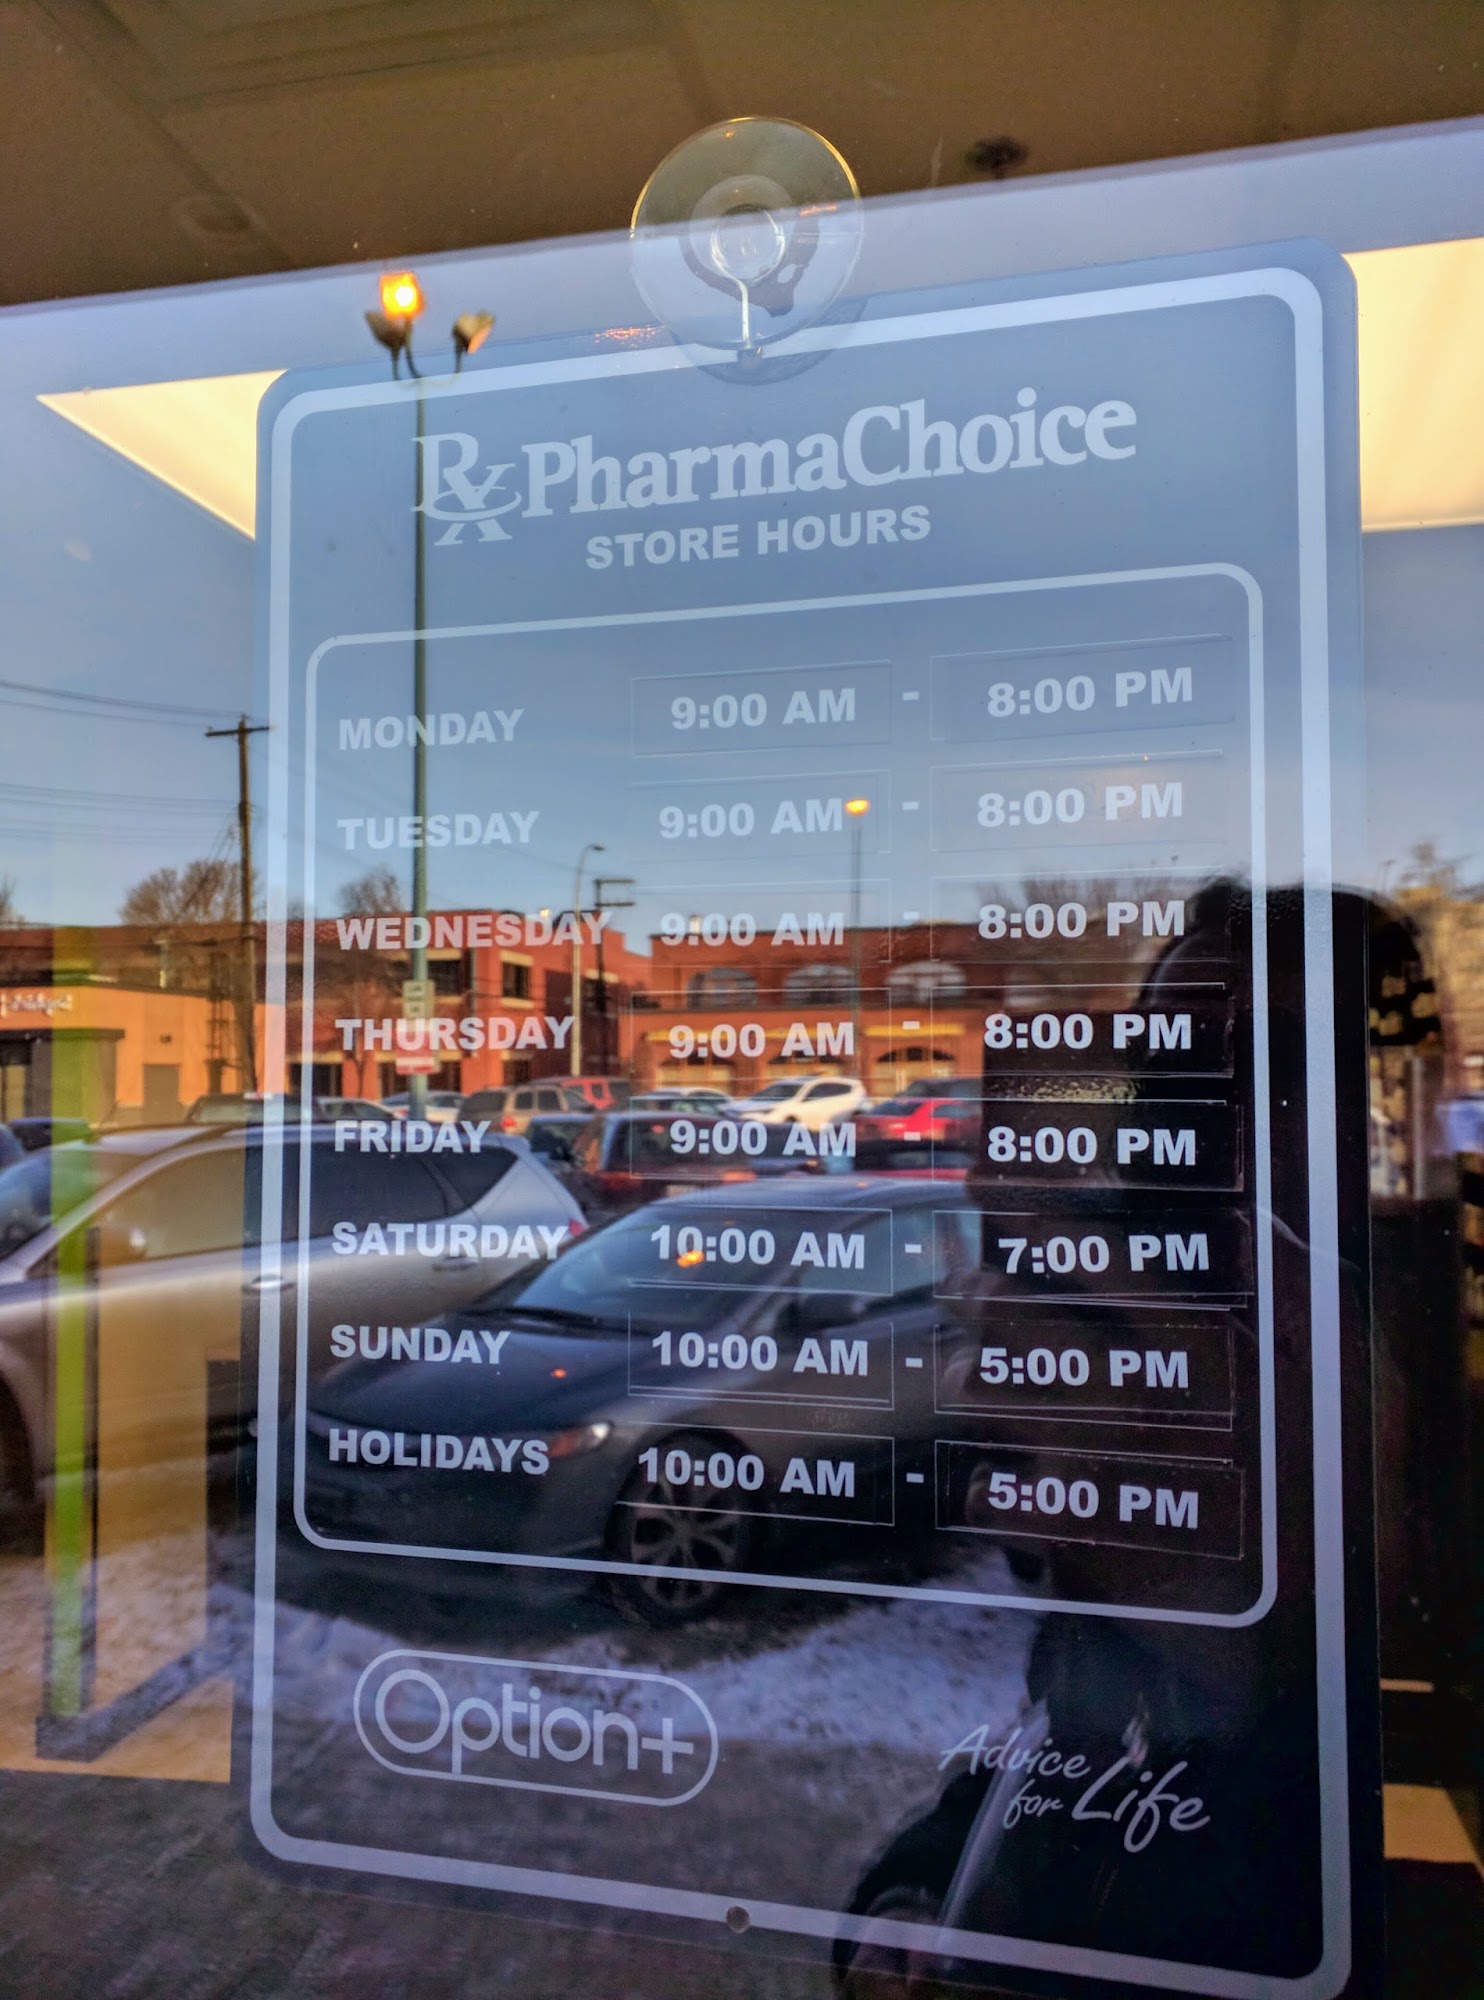 Rx PharmaChoice
STORE HOURS
MONDAY 9:00 AM - 8:00 PM
TUESDAY 9:00 AM - 8:00 PM
WEDNESDAY 9:00 AM - 8:00 PM
THURSDAY 9:00 AM - 8:00 PM
FRIDAY 9:00 AM - 8:00 PM
SATURDAY 10:00 AM - 7:00 PM
SUNDAY 10:00 AM - 5:00 PM
HOLIDAYS 10:00 AM - 5:00 PM
Option+
Advice
for Life